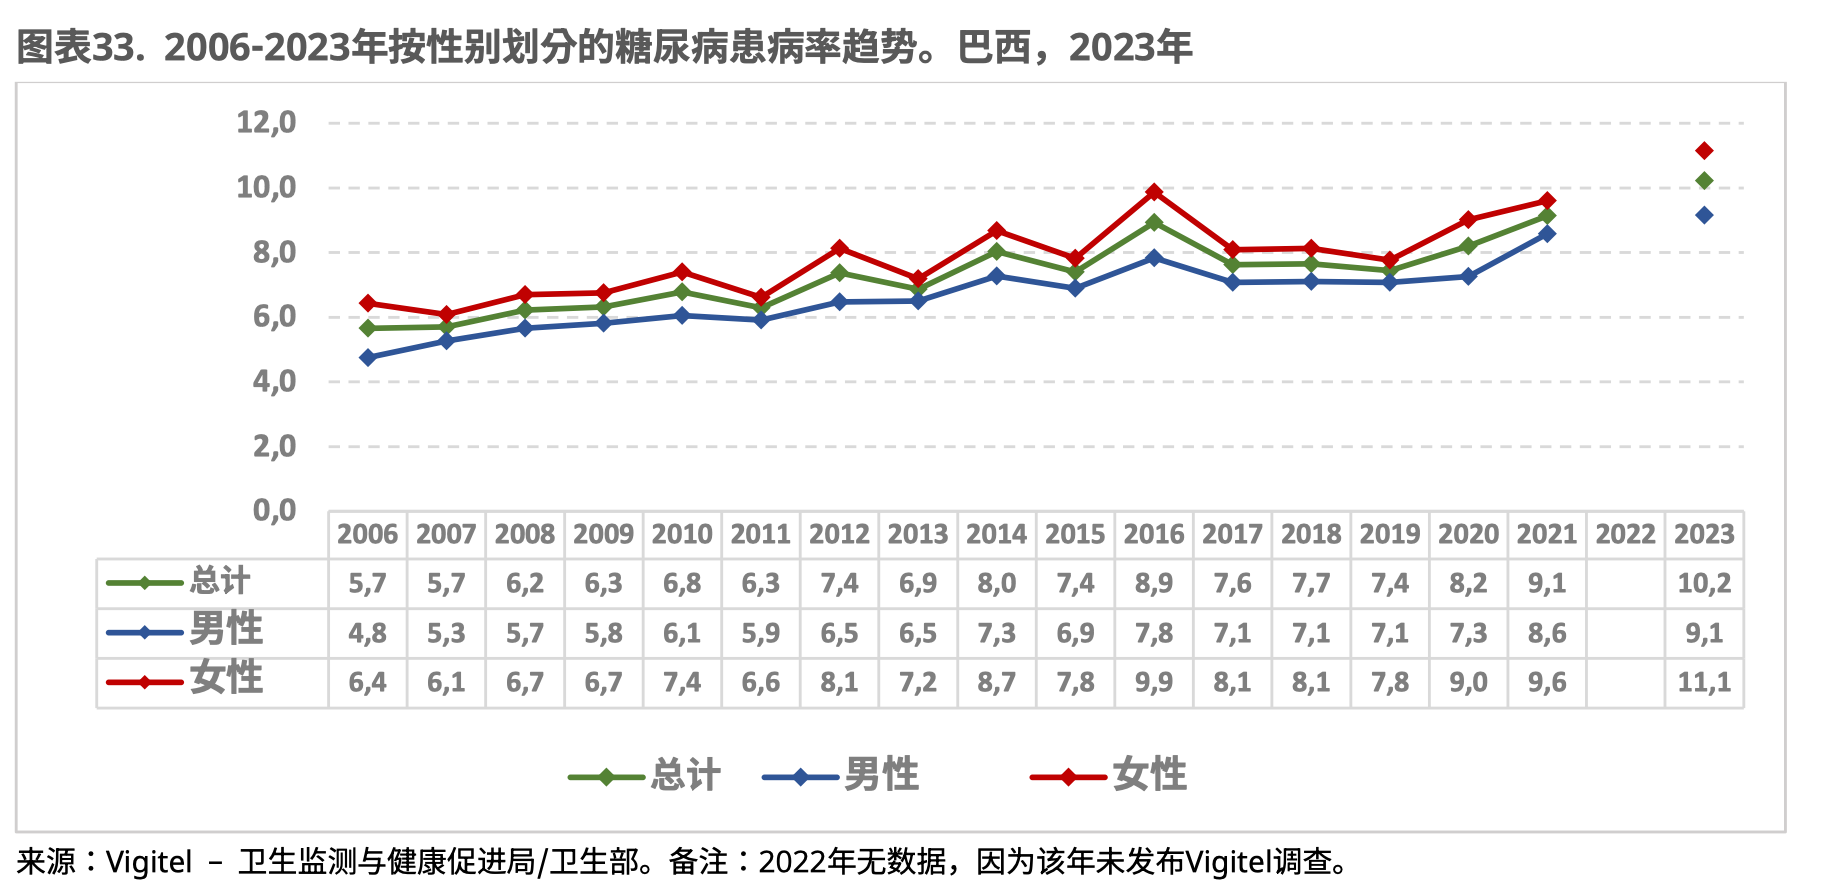 图表33. 2006-2023年按性别划分的糖尿病患病率趋势。巴西，2023年
12,0
10,0
8,0
6,0
4,0
2,0
0,0
2006 2007 2008 2009 2010 2011 2012 2013 2014 2015 2016 2017 2018 2019 2020 2021 2022 2023
总计 5,7 5,7 6,2 6,3 6,8 6,3 7,4 6,9 8,0 7,4 8,9 7,6 7,7 7,4 8,2 9,1 10,2
男性 4,8 5,3 5,7 5,8 6,1 5,9 6,5 6,5 7,3 6,9 7,8 7,1 7,1 7,1 7,3 8,6 9,1
女性 6,4 6,1 6,7 6,7 7,4 6,6 8,1 7,2 8,7 7,8 9,9 8,1 8,1 7,8 9,0 9,6 11,1
总计 男性 女性
来源：Vigitel – 卫生监测与健康促进局/卫生部。备注：2022年无数据，因为该年未发布Vigitel调查。